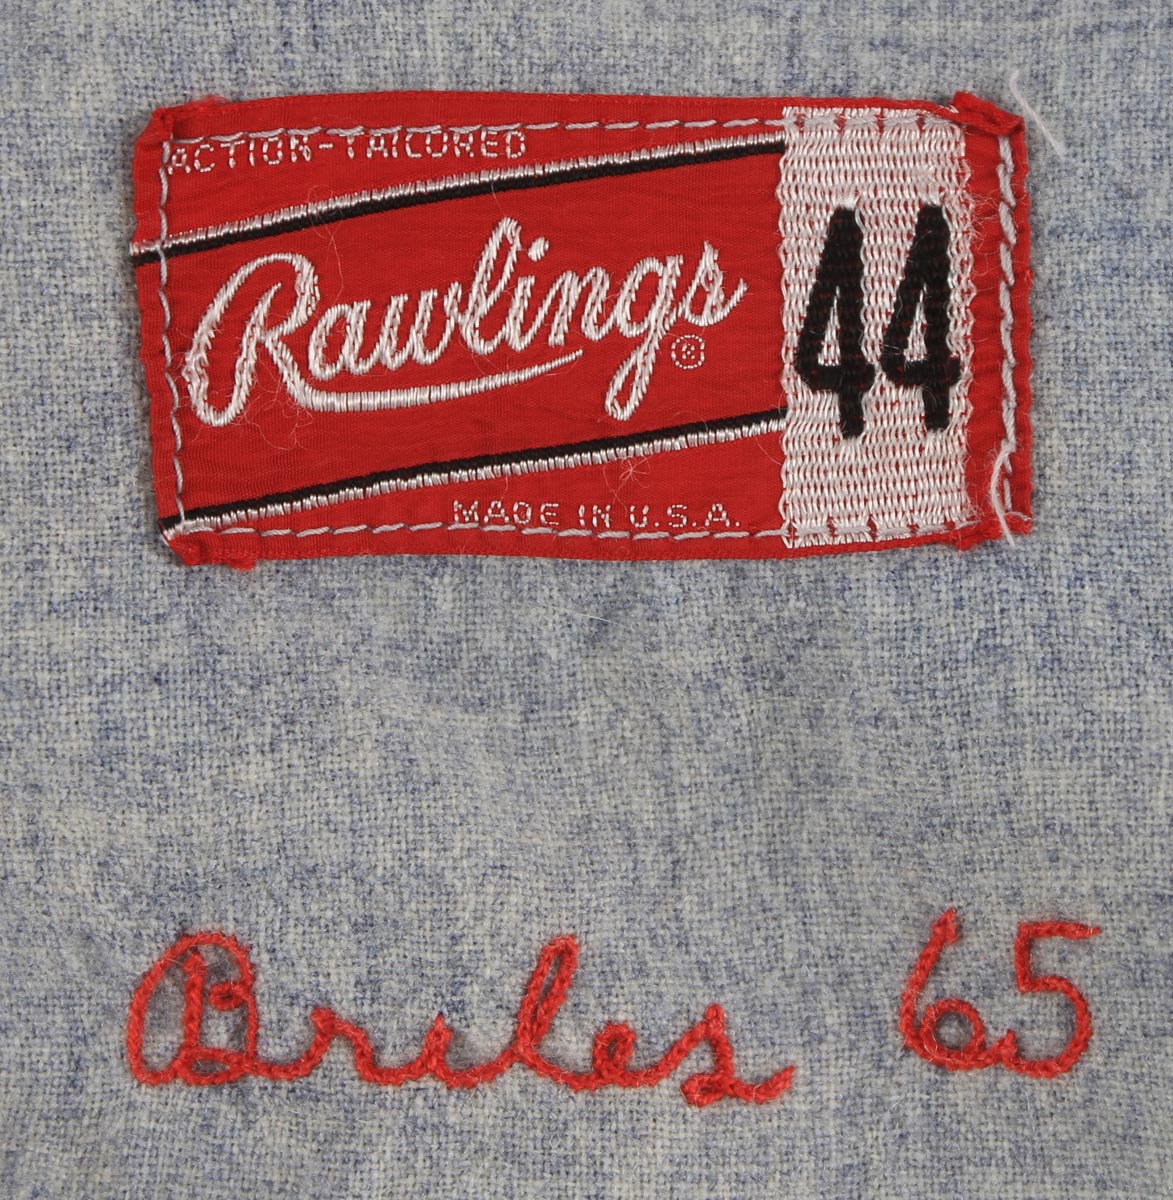 ACTION-TAILORED
Rawlings®
44
MADE IN U.S.A.
Briles 65